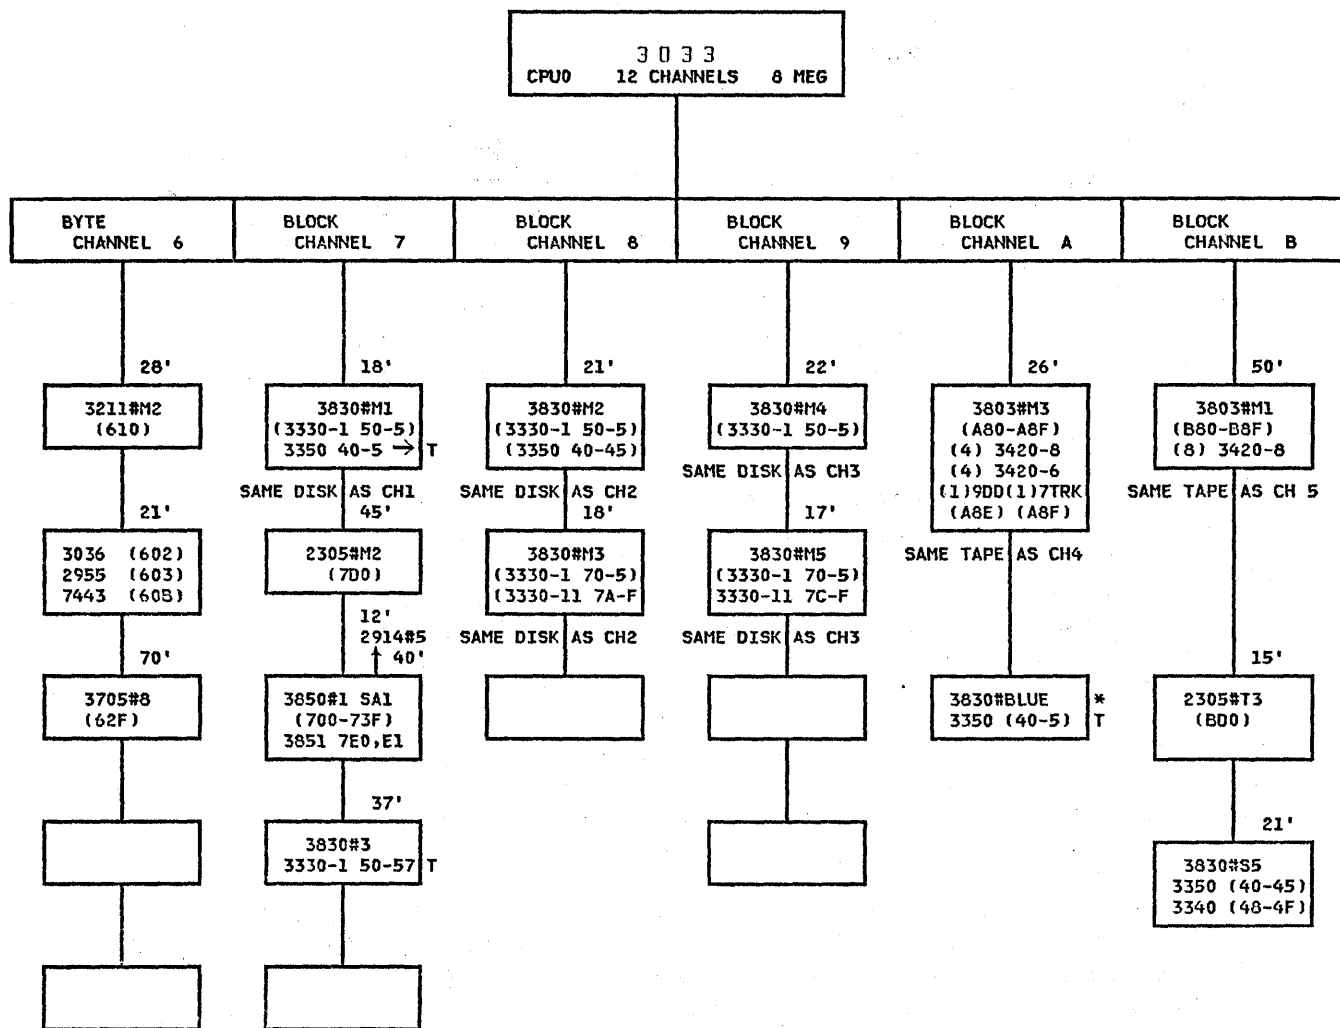 3033
CPU0 12 CHANNELS 8 MEG
BYTE
CHANNEL 6
BLOCK
CHANNEL 7
BLOCK
CHANNEL 8
BLOCK
CHANNEL 9
BLOCK
CHANNEL A
BLOCK
CHANNEL B
28'
3211#M2
(610)
21'
3036 (602)
2955 (603)
7443 (60B)
70'
3705#8
(62F)
18'
3830#M1
(3330-1 50-5)
3350 40-5 → T
SAME DISK AS CH1
45'
2305#M2
(7D0)
12'
2914#5
↑ 40'
3850#1 SA1
(700-73F)
3851 7E0,E1
37'
3830#3
3330-1 50-57 T
21'
3830#M2
(3330-1 50-5)
(3350 40-45)
SAME DISK AS CH2
18'
3830#M3
(3330-1 70-5)
(3330-11 7A-F
SAME DISK AS CH2
22'
3830#M4
(3330-1 50-5)
SAME DISK AS CH3
17'
3830#M5
(3330-1 70-5)
3330-11 7C-F
SAME DISK AS CH3
26'
3803#M3
(A80-A8F)
(4) 3420-8
(4) 3420-6
(1)9DD(1)7TRK
(A8E) (A8F)
SAME TAPE AS CH4
3830#BLUE *
3350 (40-5) T
50'
3803#M1
(B80-B8F)
(8) 3420-8
SAME TAPE AS CH 5
15'
2305#T3
(BD0)
21'
3830#S5
3350 (40-45)
3340 (48-4F)